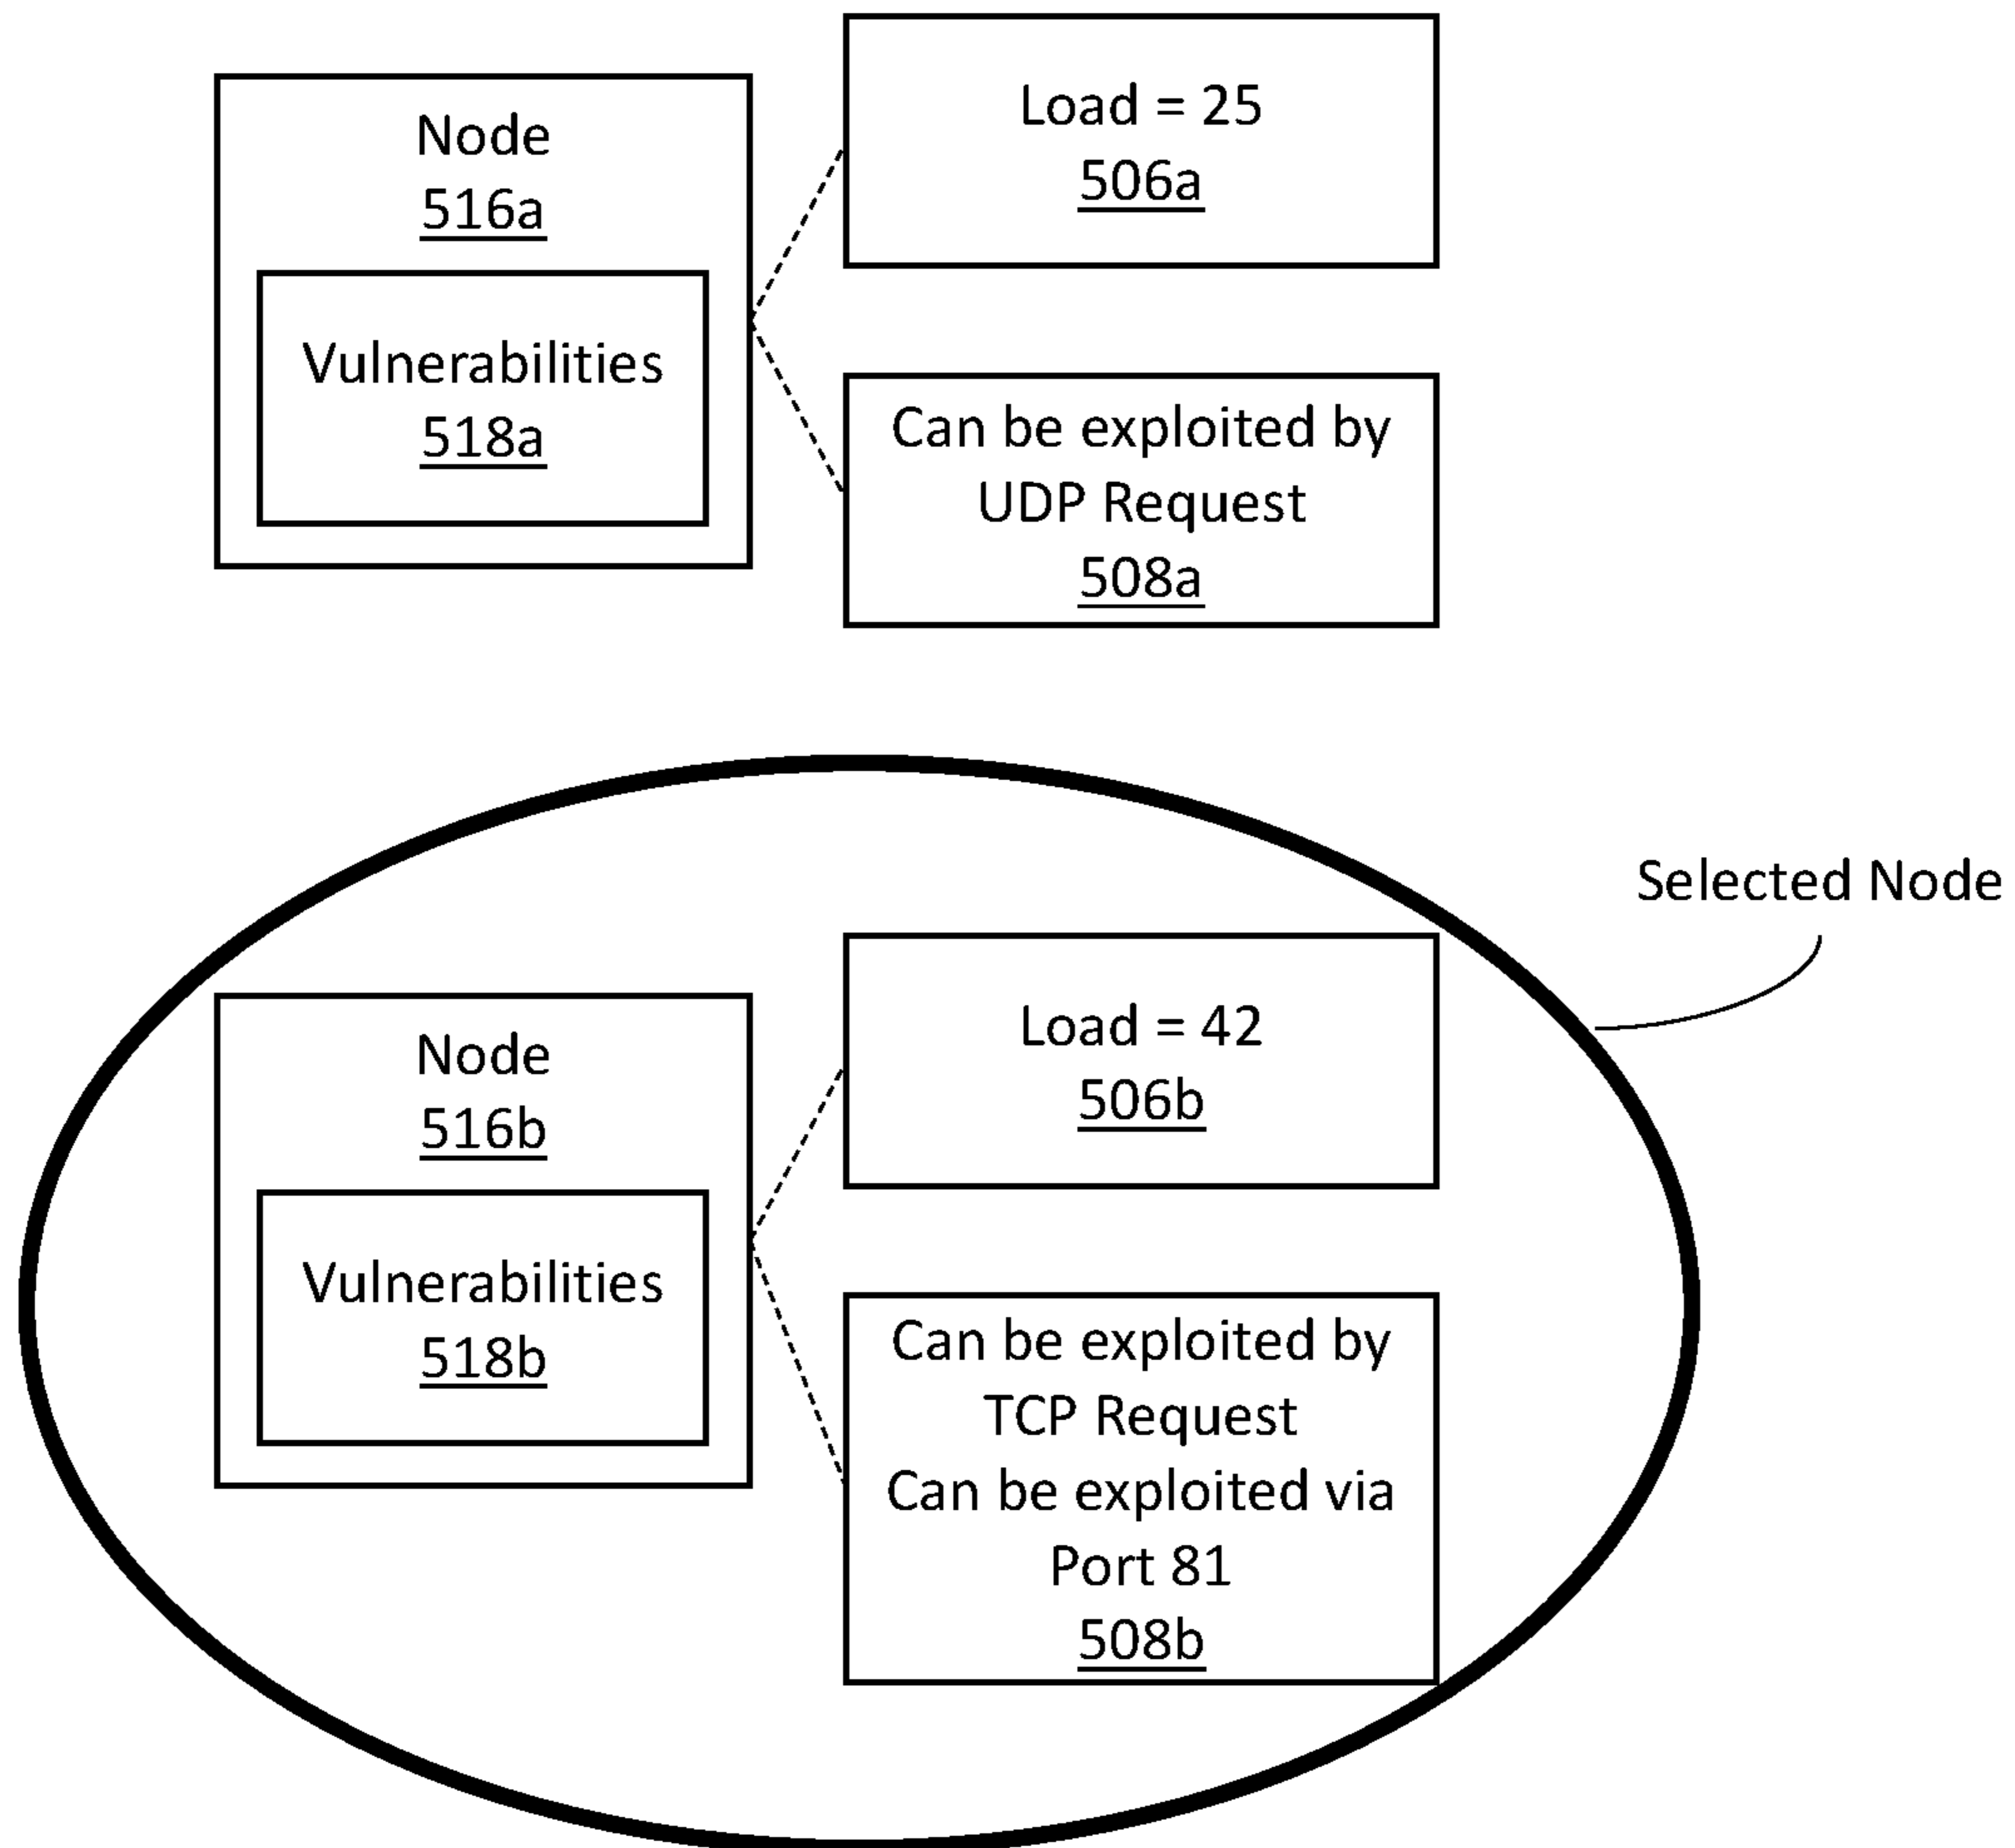 Node
516a
Vulnerabilities
518a
Load = 25
506a
Can be exploited by
UDP Request
508a
Selected Node
Node
516b
Vulnerabilities
518b
Load = 42
506b
Can be exploited by
TCP Request
Can be exploited via
Port 81
508b